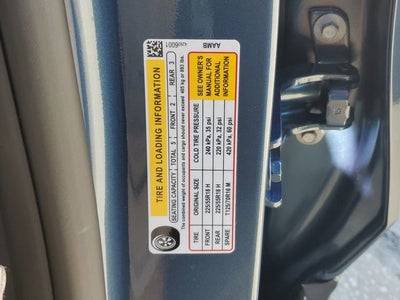 42606001
AAMB
TIRE AND LOADING INFORMATION
SEATING CAPACITY TOTAL 5 FRONT 2 REAR 3
The combined weight of occupants and cargo should never exceed 405 kg or 893 lbs.
TIRE ORIGINAL SIZE COLD TIRE PRESSURE
FRONT 225/55R18 H 240 kPa, 35 psi
REAR 225/55R18 H 220 kPa, 32 psi
SPARE T125/70R16 M 420 kPa, 60 psi
SEE OWNER'S
MANUAL FOR
ADDITIONAL
INFORMATION